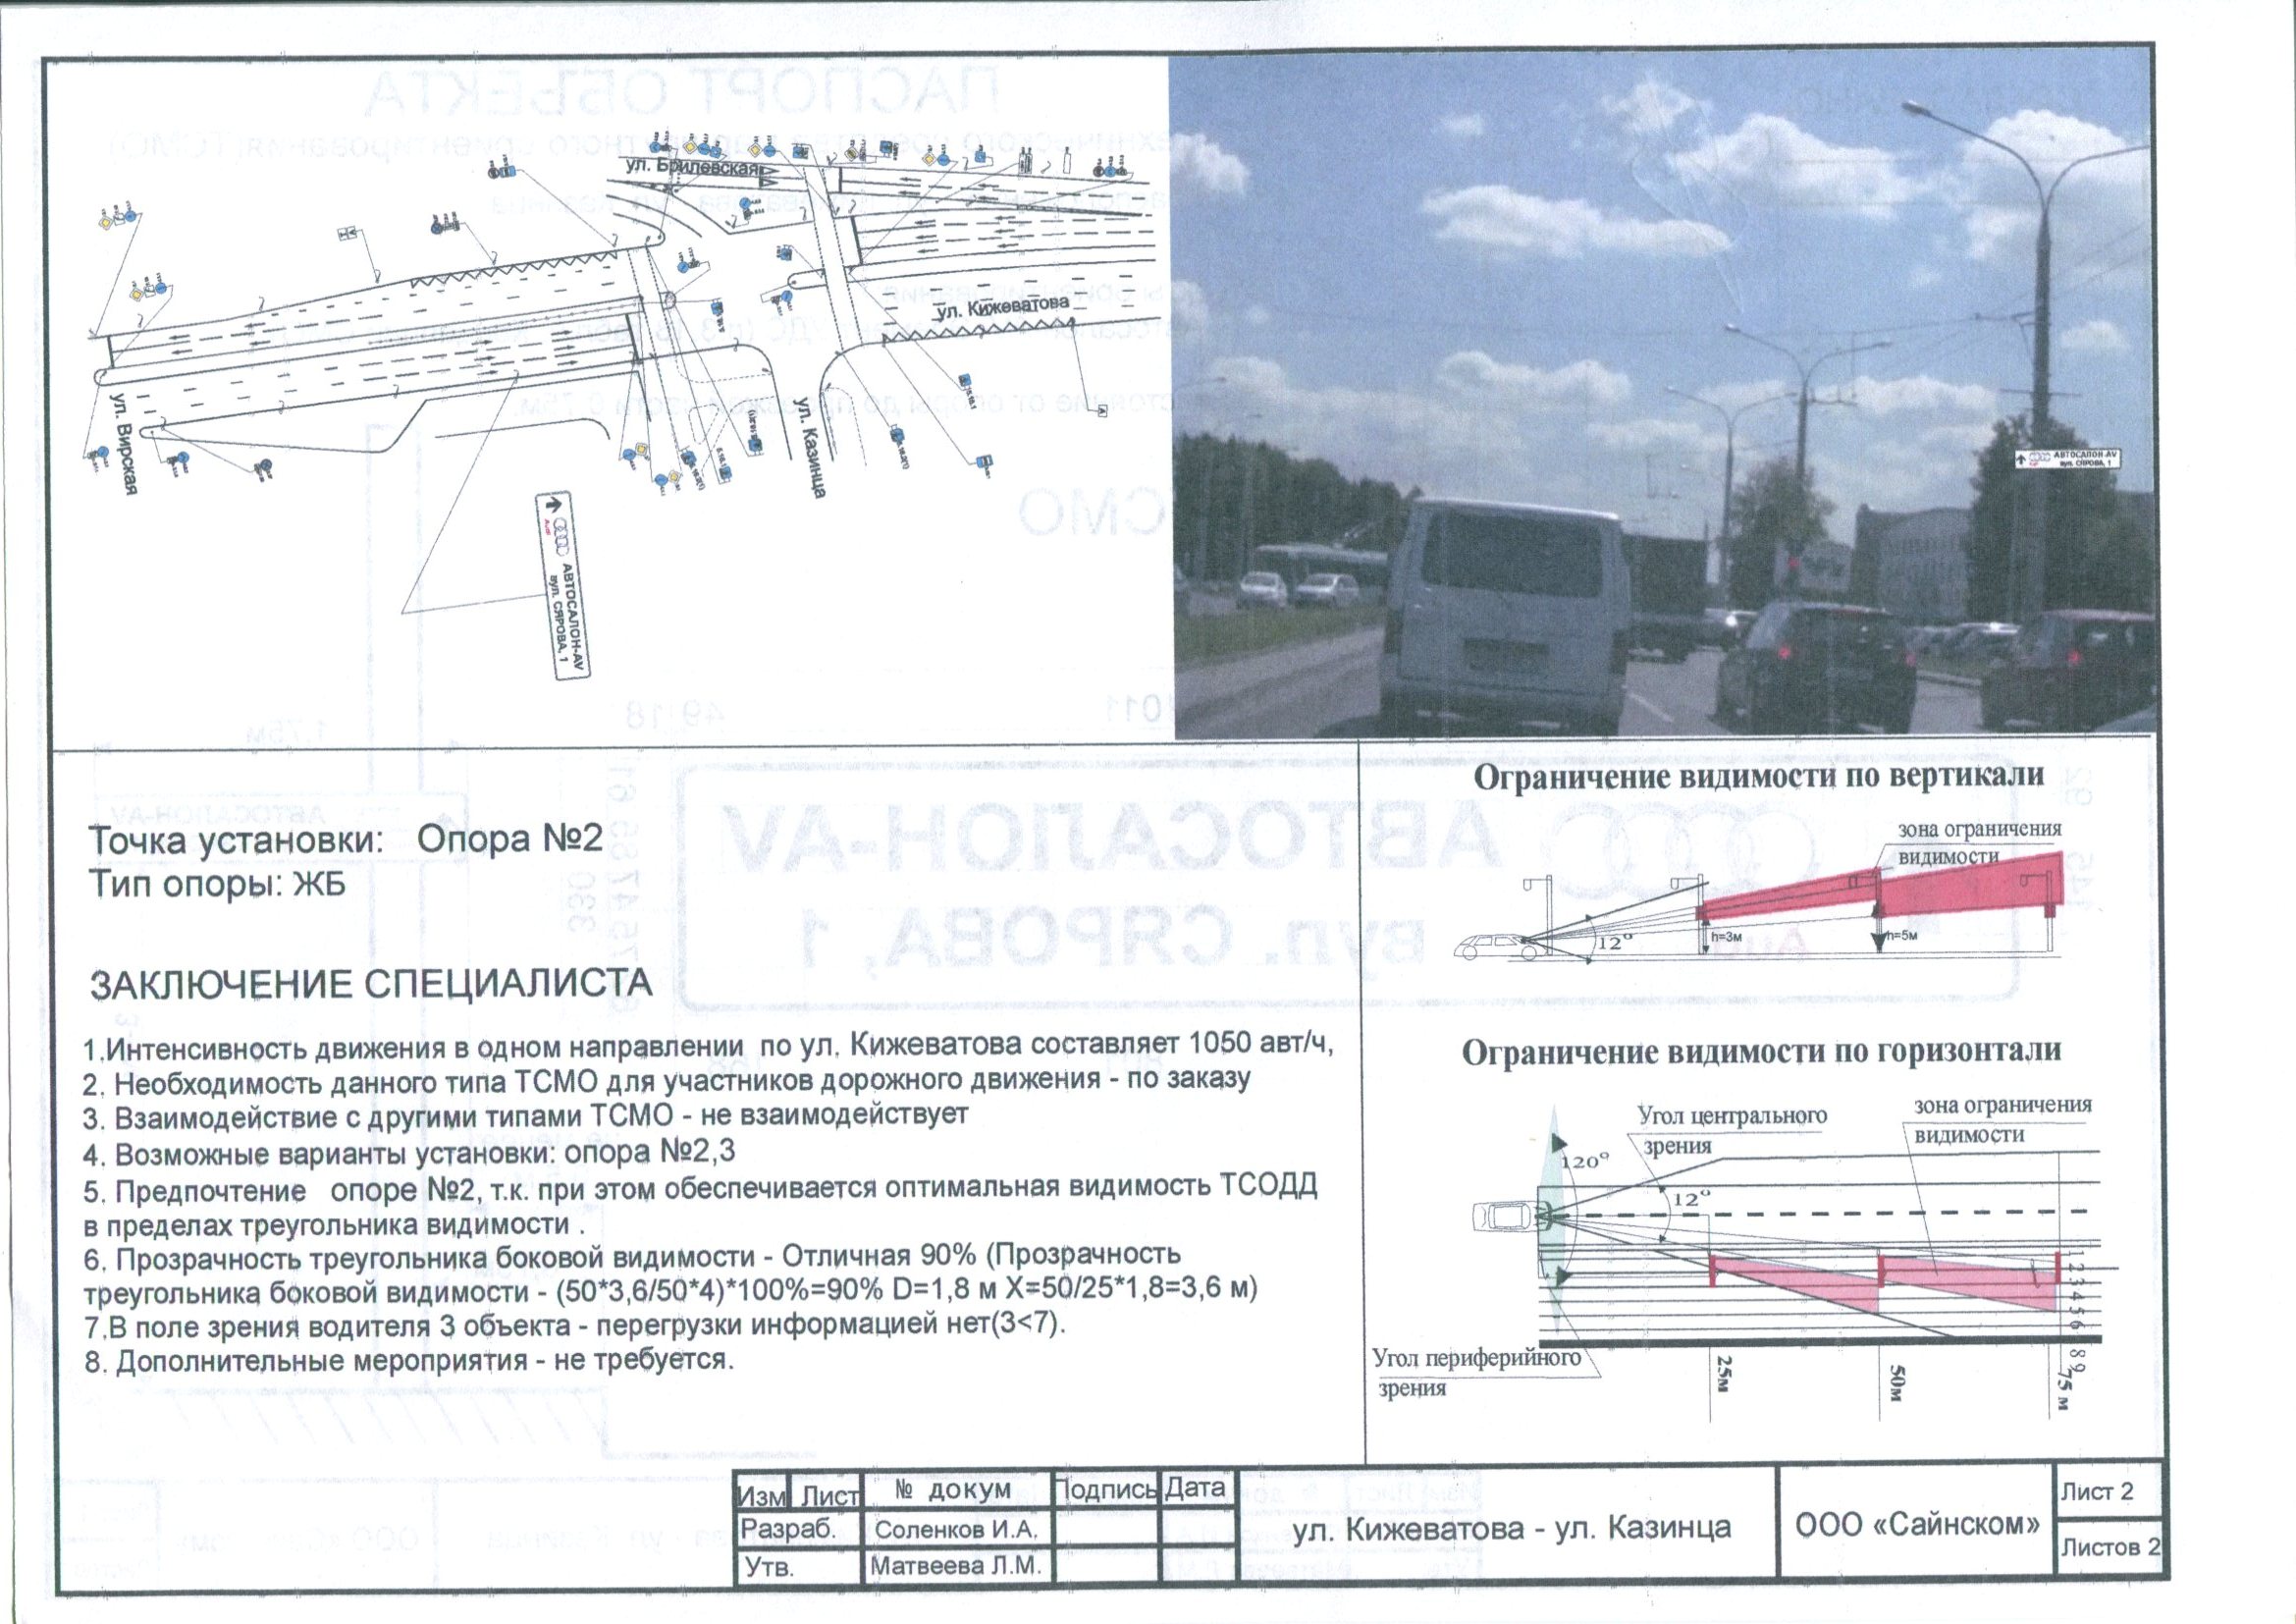 ул. Брилевская
ул. Кижеватова
ул. Вирская
ул. Казинца
Audi
АВТОСАЛОН-AV
вул. СЯРОВА, 1
АВТОСАЛОН-AV
вул. СЯРОВА, 1
Точка установки: Опора №2
Тип опоры: ЖБ
ЗАКЛЮЧЕНИЕ СПЕЦИАЛИСТА
1.Интенсивность движения в одном направлении по ул. Кижеватова составляет 1050 авт/ч,
2. Необходимость данного типа ТСМО для участников дорожного движения - по заказу
3. Взаимодействие с другими типами ТСМО - не взаимодействует
4. Возможные варианты установки: опора №2,3
5. Предпочтение опоре №2, т.к. при этом обеспечивается оптимальная видимость ТСОДД
в пределах треугольника видимости .
6. Прозрачность треугольника боковой видимости - Отличная 90% (Прозрачность
треугольника боковой видимости - (50*3,6/50*4)*100%=90% D=1,8 м X=50/25*1,8=3,6 м)
7.В поле зрения водителя 3 объекта - перегрузки информацией нет(3<7).
8. Дополнительные мероприятия - не требуется.
Ограничение видимости по вертикали
зона ограничения
видимости
12°
h=3м
h=5м
Ограничение видимости по горизонтали
Угол центрального
зрения
зона ограничения
видимости
120°
12°
1 2 3 4 5 6 8 9
Угол периферийного
зрения
25м
50м
75 м
Изм Лист № докум Подпись Дата
Разраб. Соленков И.А.
Утв. Матвеева Л.М.
ул. Кижеватова - ул. Казинца
ООО «Сайнском»
Лист 2
Листов 2